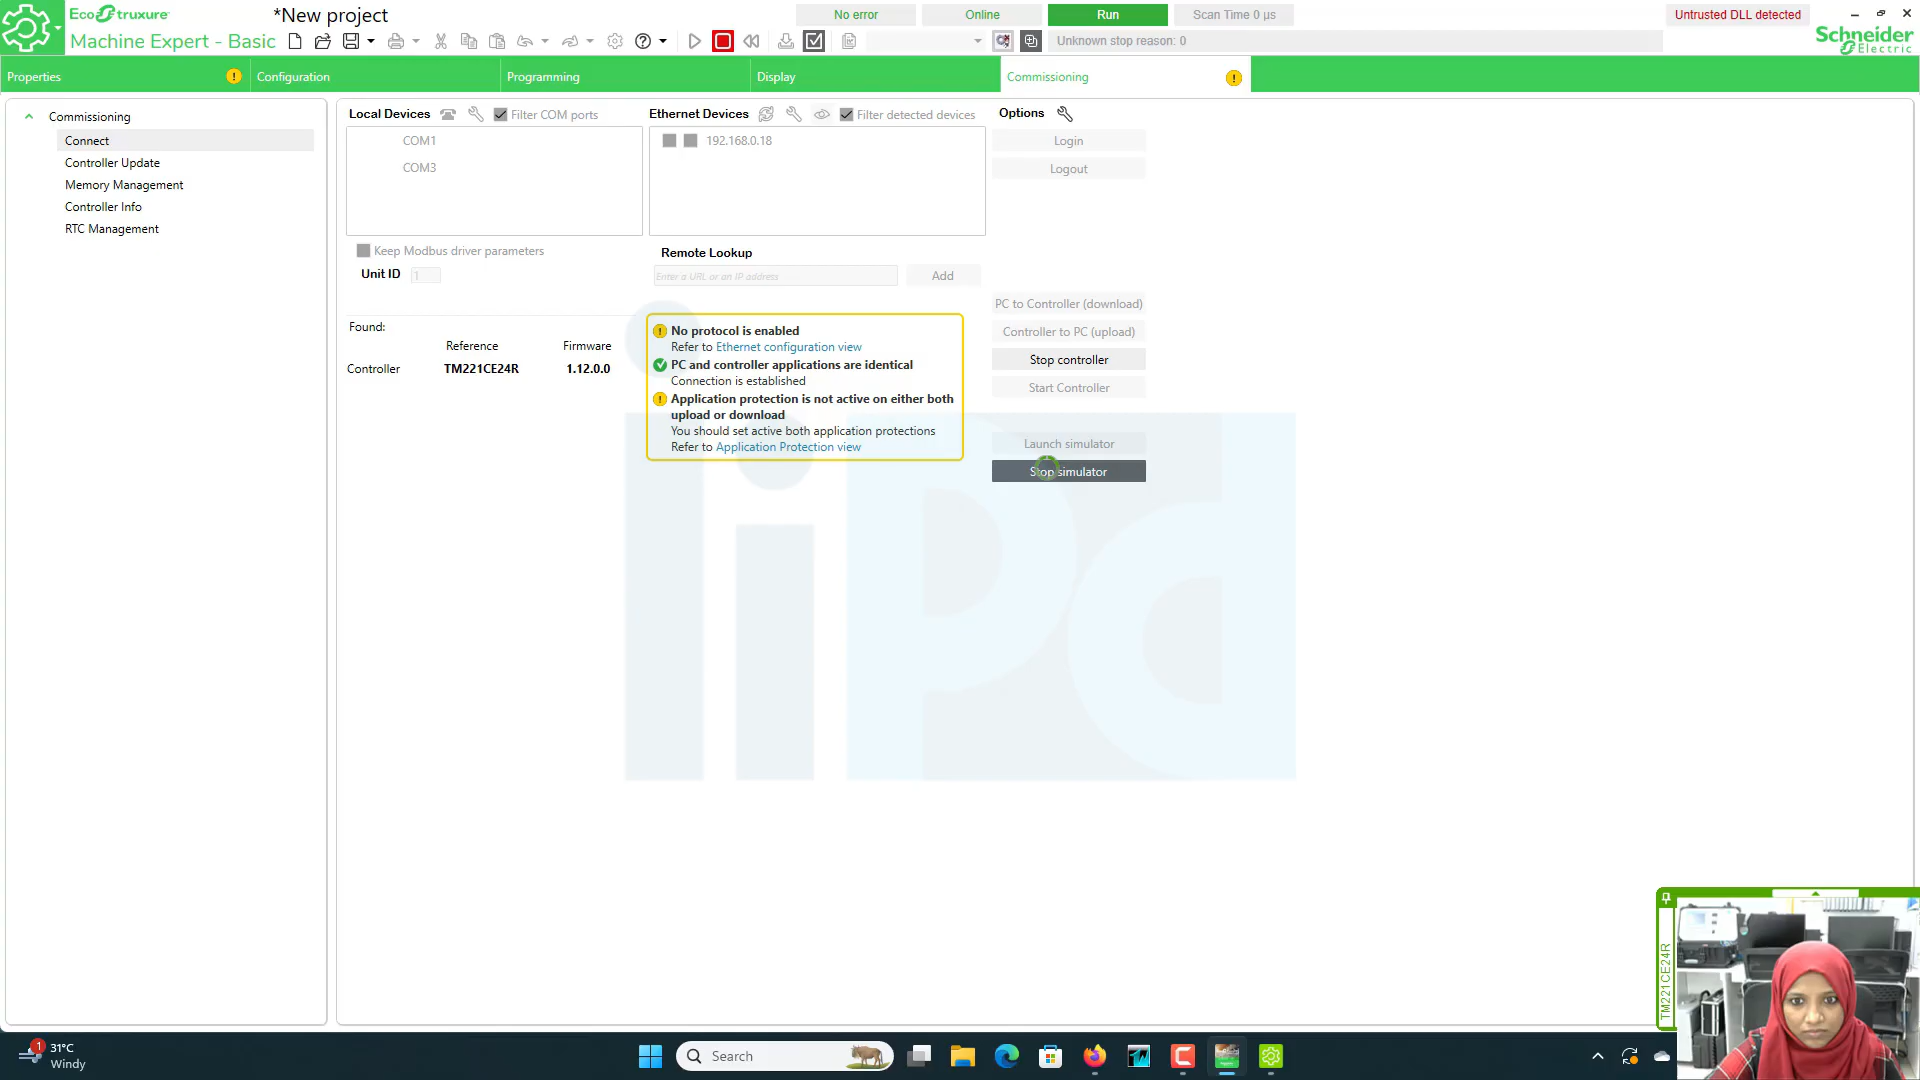 EcoStruxure
Machine Expert - Basic
*New project
No error
Online
Run
Scan Time 0 µs
Untrusted DLL detected
Unknown stop reason: 0
Schneider
Electric
Properties
Configuration
Programming
Display
Commissioning
Commissioning
Connect
Controller Update
Memory Management
Controller Info
RTC Management
Local Devices
Filter COM ports
COM1
COM3
Keep Modbus driver parameters
Unit ID
1
Ethernet Devices
Filter detected devices
192.168.0.18
Remote Lookup
Enter a URL or an IP address
Add
Options
Login
Logout
PC to Controller (download)
Controller to PC (upload)
Stop controller
Start Controller
Launch simulator
Stop simulator
Found:
Reference Firmware
Controller TM221CE24R 1.12.0.0
No protocol is enabled
Refer to Ethernet configuration view
PC and controller applications are identical
Connection is established
Application protection is not active on either both
upload or download
You should set active both application protections
Refer to Application Protection view
iiPd
TM221CE24R
1
31°C
Windy
Search